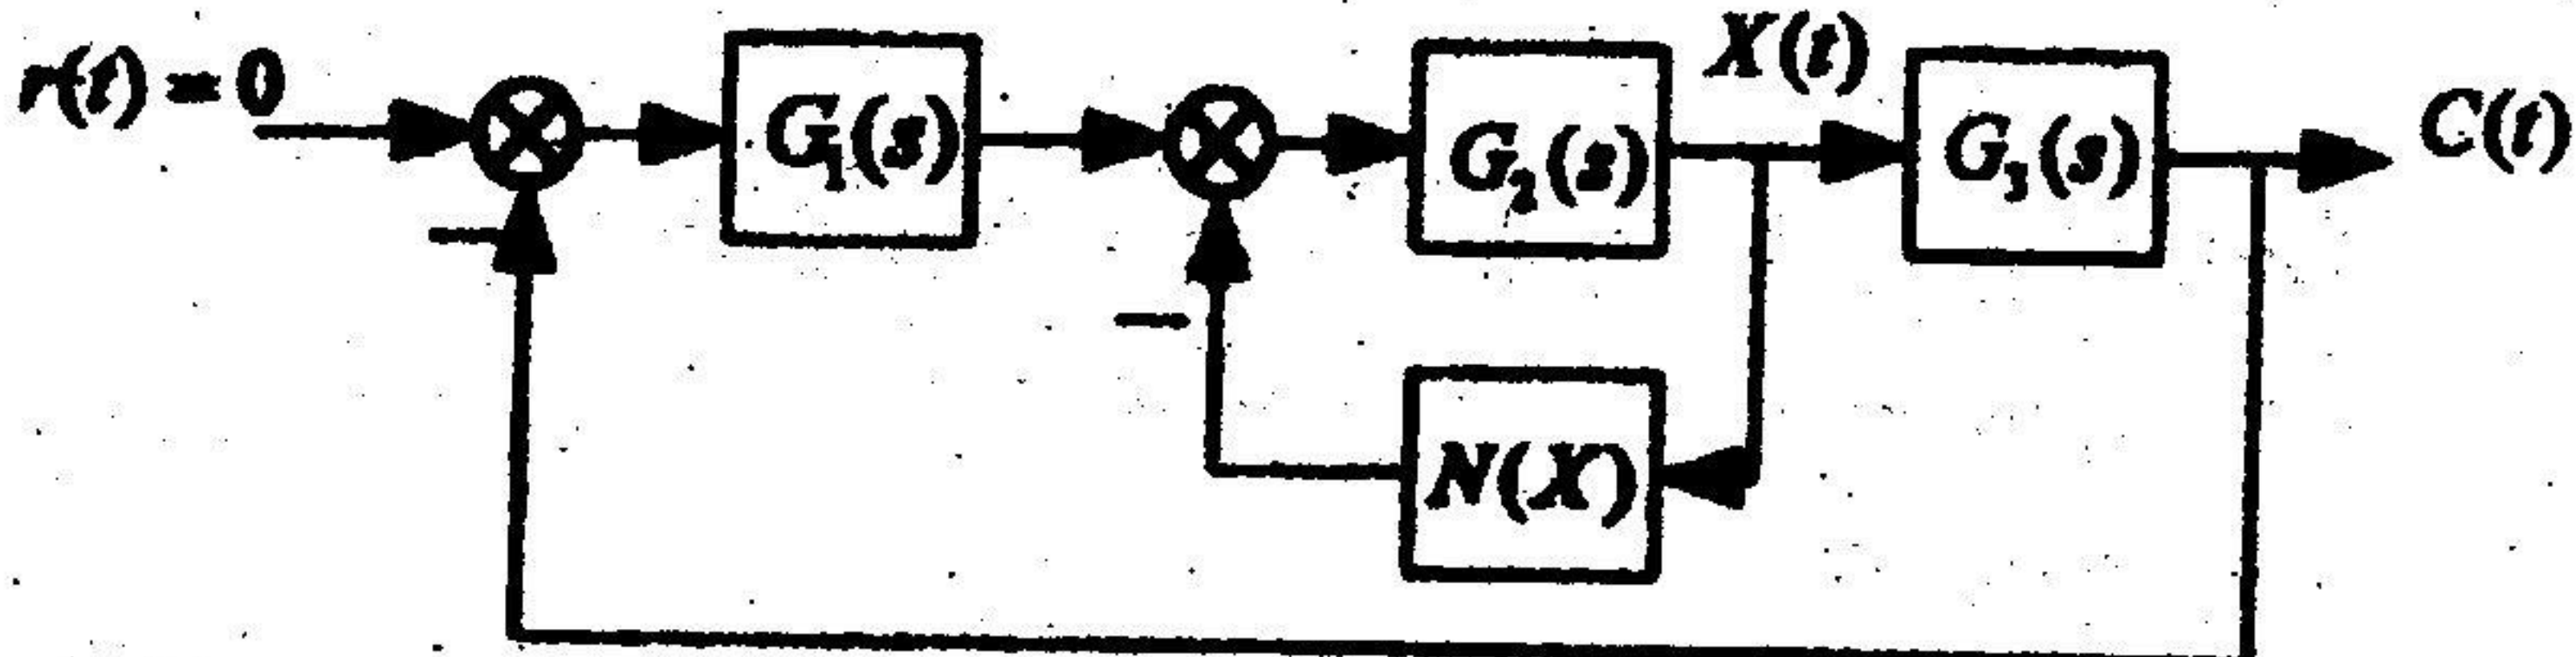 r(t) = 0
G₁(s)
G₂(s)
X(t)
G₃(s)
C(t)
−
−
N(X)